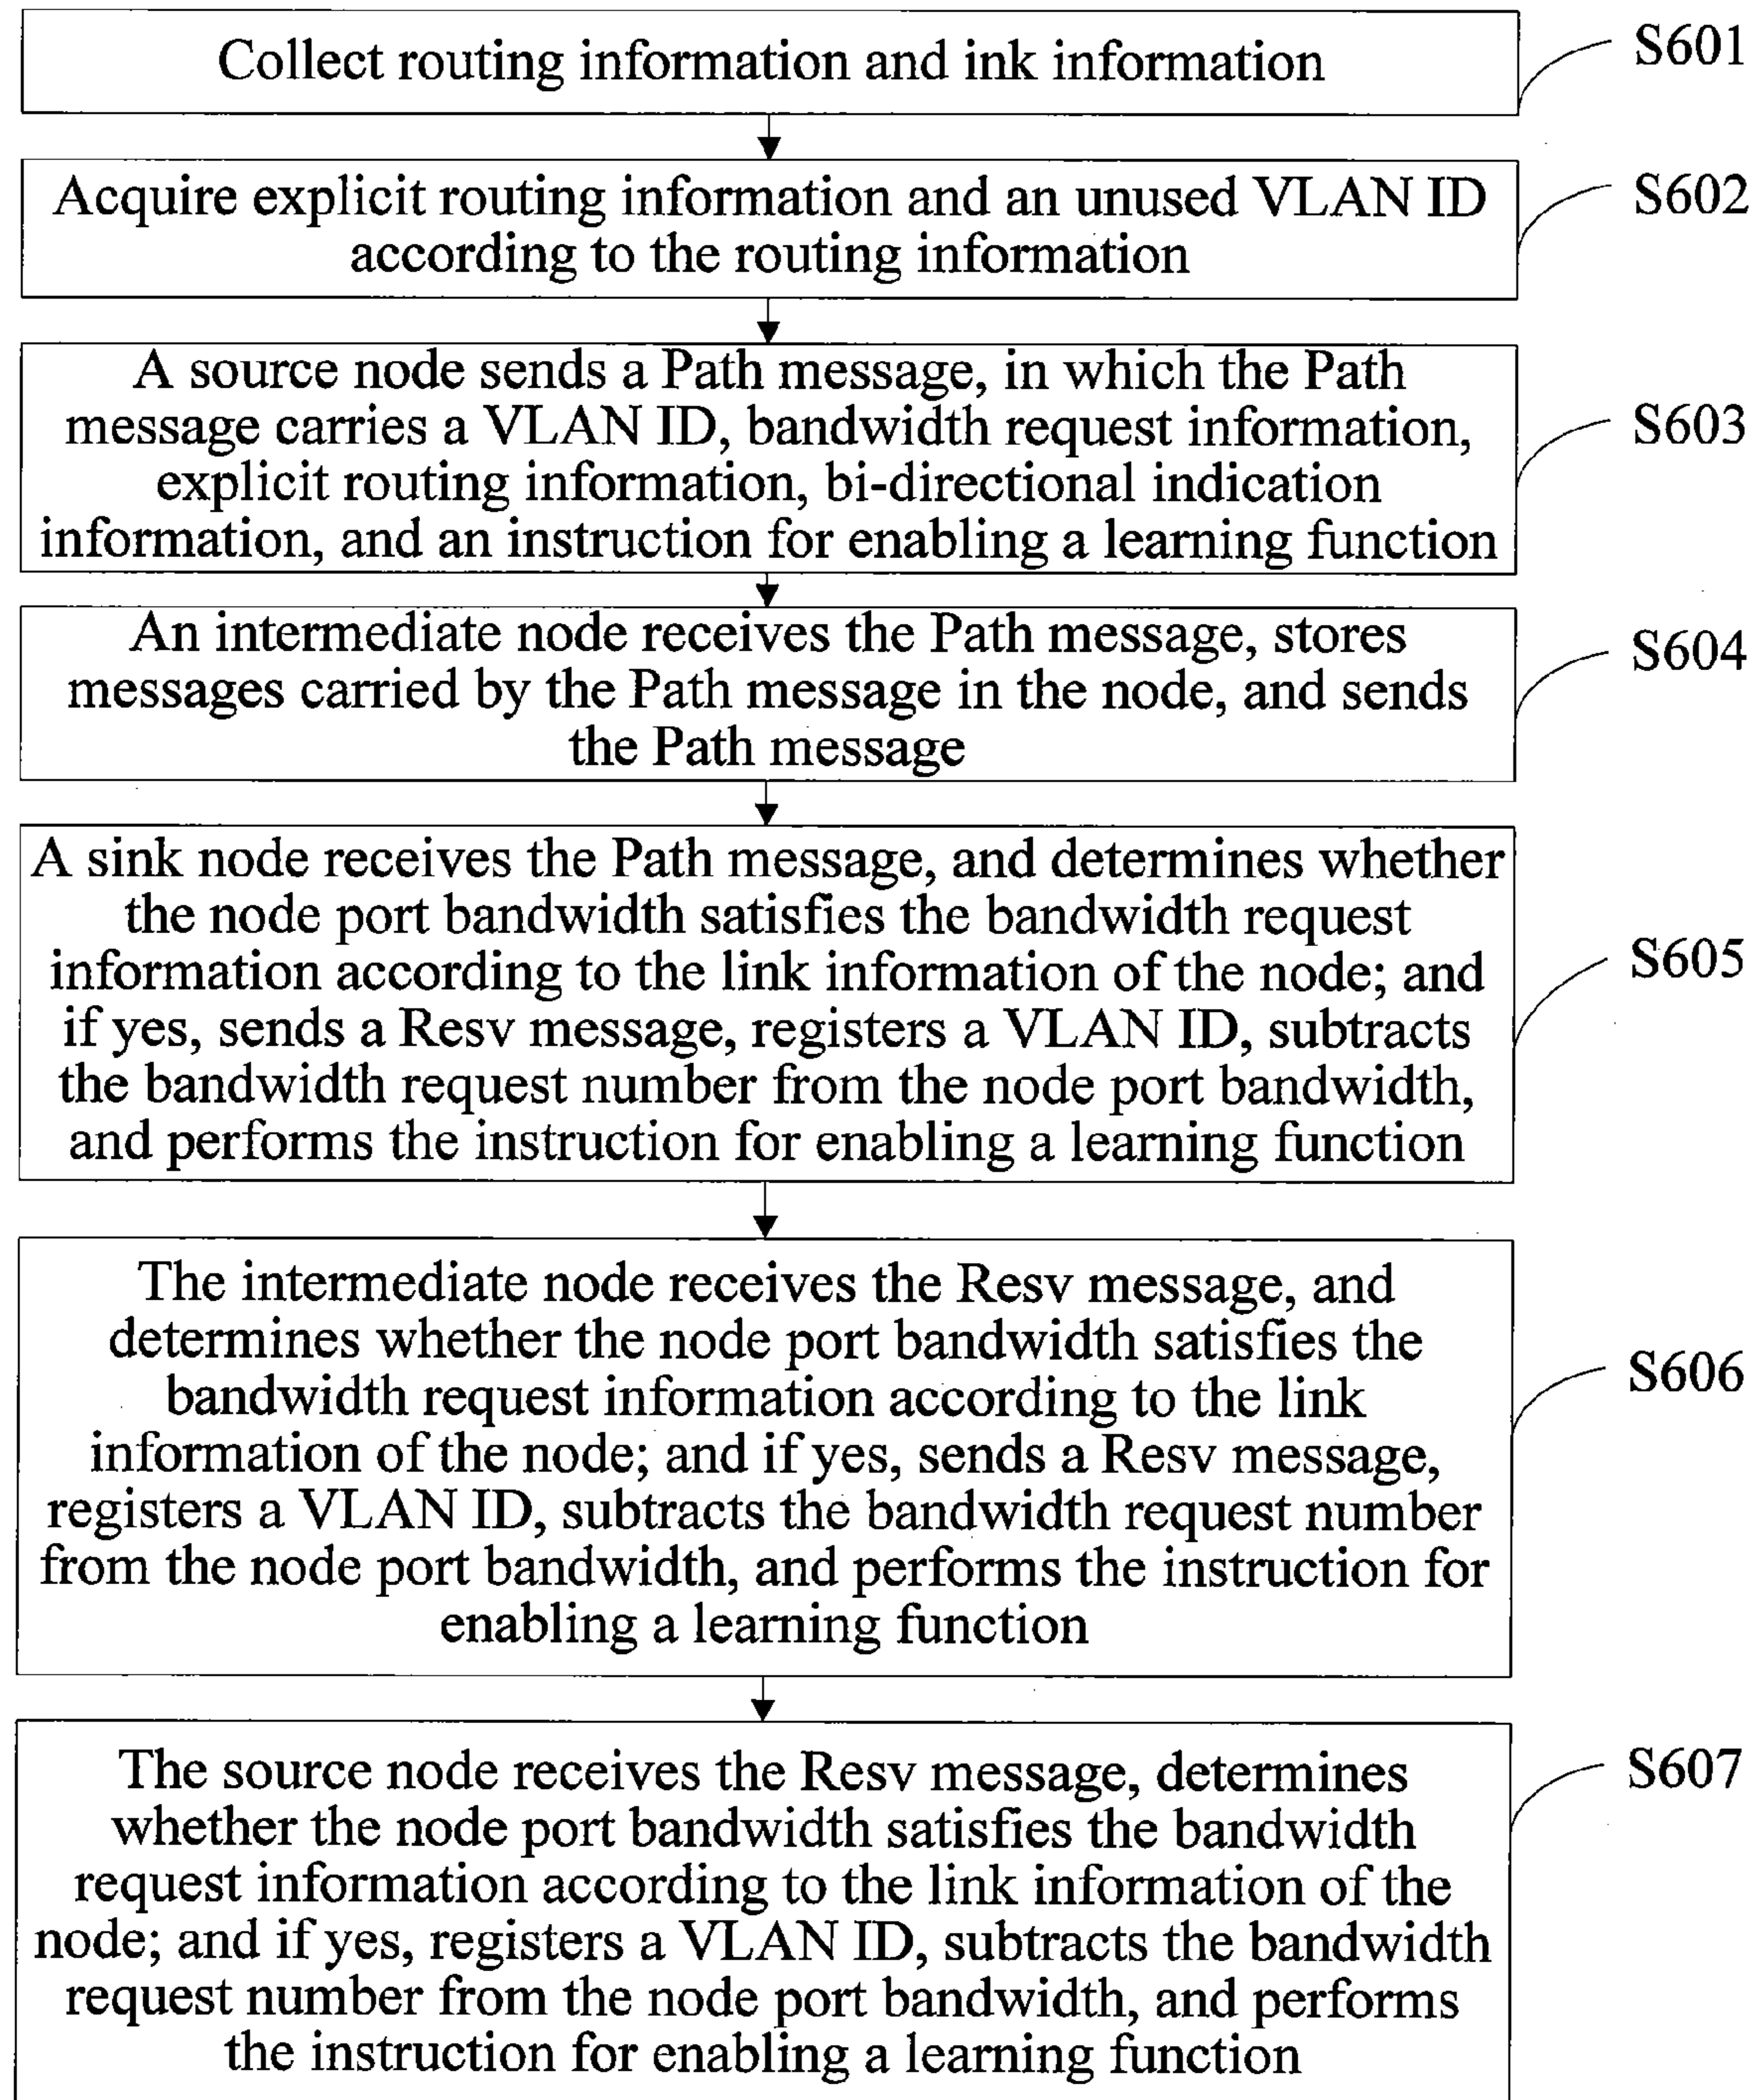 Collect routing information and ink information
S601
Acquire explicit routing information and an unused VLAN ID
according to the routing information
S602
A source node sends a Path message, in which the Path
message carries a VLAN ID, bandwidth request information,
explicit routing information, bi-directional indication
information, and an instruction for enabling a learning function
S603
An intermediate node receives the Path message, stores
messages carried by the Path message in the node, and sends
the Path message
S604
A sink node receives the Path message, and determines whether
the node port bandwidth satisfies the bandwidth request
information according to the link information of the node; and
if yes, sends a Resv message, registers a VLAN ID, subtracts
the bandwidth request number from the node port bandwidth,
and performs the instruction for enabling a learning function
S605
The intermediate node receives the Resv message, and
determines whether the node port bandwidth satisfies the
bandwidth request information according to the link
information of the node; and if yes, sends a Resv message,
registers a VLAN ID, subtracts the bandwidth request number
from the node port bandwidth, and performs the instruction for
enabling a learning function
S606
The source node receives the Resv message, determines
whether the node port bandwidth satisfies the bandwidth
request information according to the link information of the
node; and if yes, registers a VLAN ID, subtracts the bandwidth
request number from the node port bandwidth, and performs
the instruction for enabling a learning function
S607